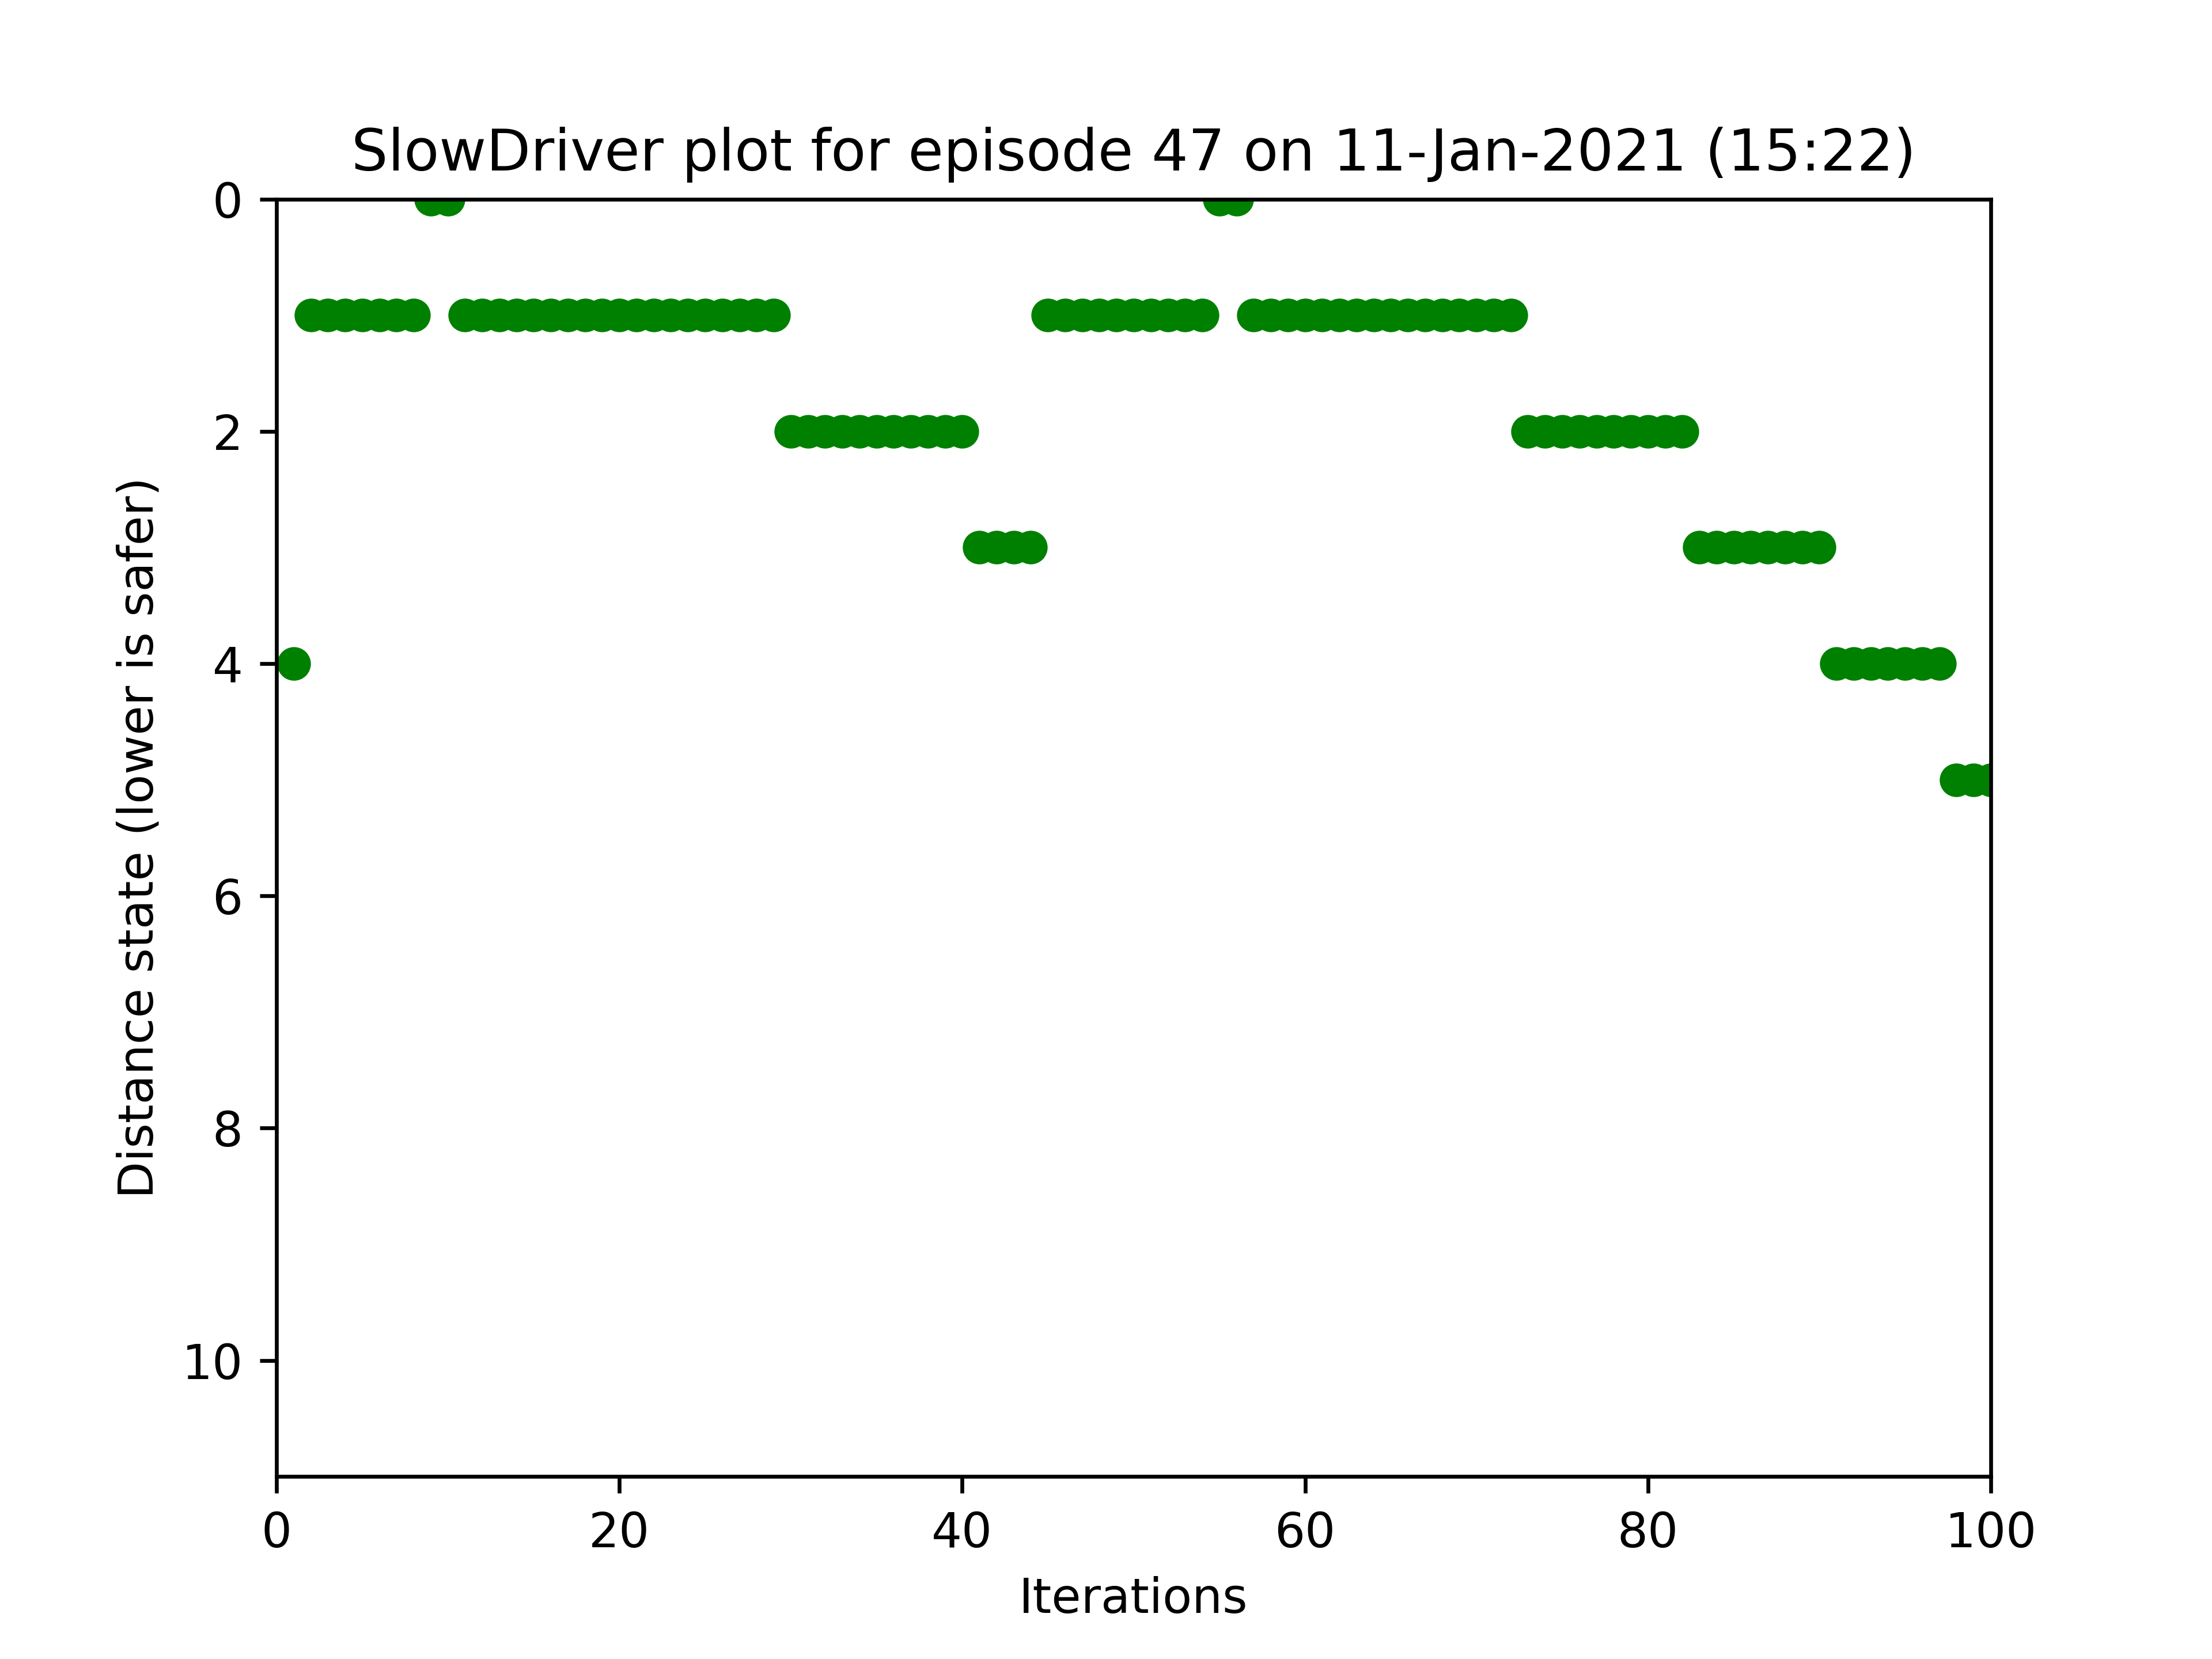 SlowDriver plot for episode 47 on 11-Jan-2021 (15:22)
0
2
4
6
8
10
Distance state (lower is safer)
0 20 40 60 80 100
Iterations